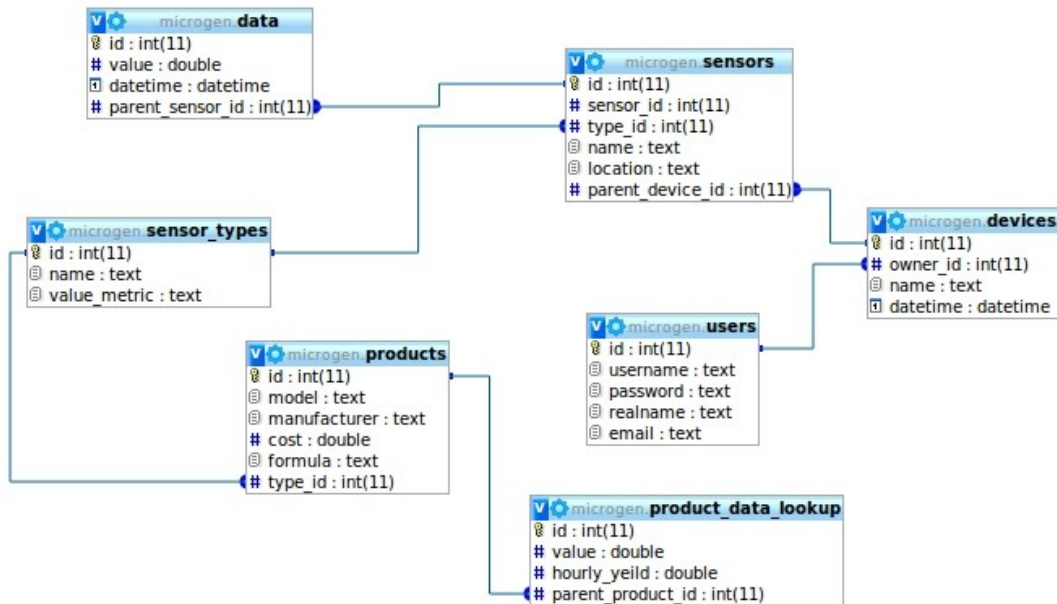 microgen.data
id : int(11)
value : double
datetime : datetime
parent_sensor_id : int(11)
microgen.sensors
id : int(11)
sensor_id : int(11)
type_id : int(11)
name : text
location : text
parent_device_id : int(11)
microgen.sensor_types
id : int(11)
name : text
value_metric : text
microgen.devices
id : int(11)
owner_id : int(11)
name : text
datetime : datetime
microgen.users
id : int(11)
username : text
password : text
realname : text
email : text
microgen.products
id : int(11)
model : text
manufacturer : text
cost : double
formula : text
type_id : int(11)
microgen.product_data_lookup
id : int(11)
value : double
hourly_yeild : double
parent_product_id : int(11)